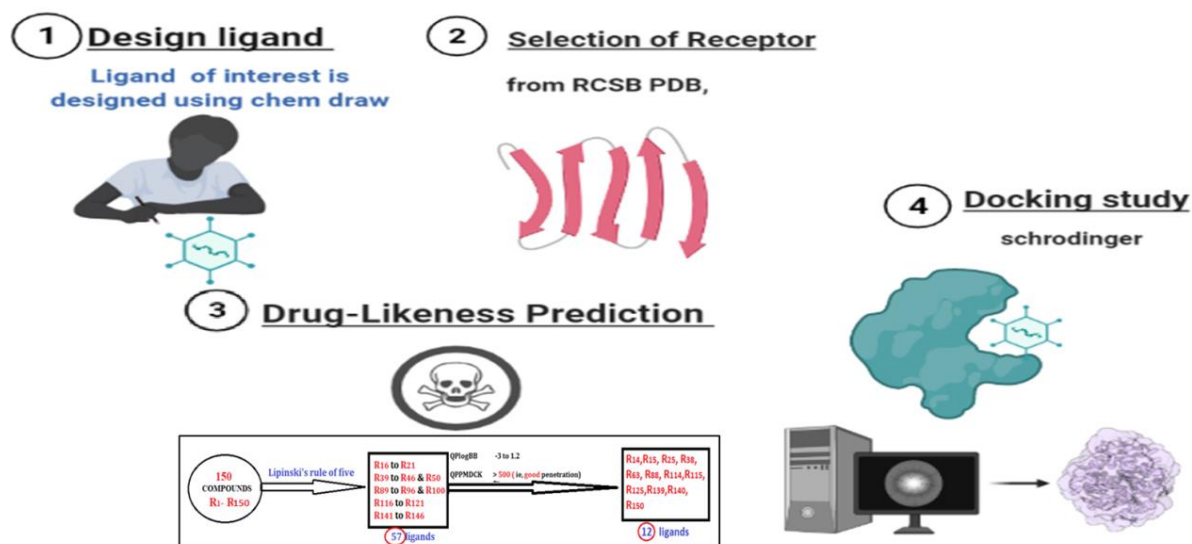 1 Design ligand
Ligand of interest is
designed using chem draw
2 Selection of Receptor
from RCSB PDB,
3 Drug-Likeness Prediction
150
COMPOUNDS
R1- R150
Lipinski's rule of five
R16 to R21
R39 to R46 & R50
R89 to R96 & R100
R116 to R121
R141 to R146
57 ligands
QPlogBB -3 to 1.2
QPPMDCK > 500 ( ie, good penetration)
R14,R15, R25, R38,
R63, R88, R114,R115,
R125,R139,R140,
R150
12 ligands
4 Docking study
schrodinger